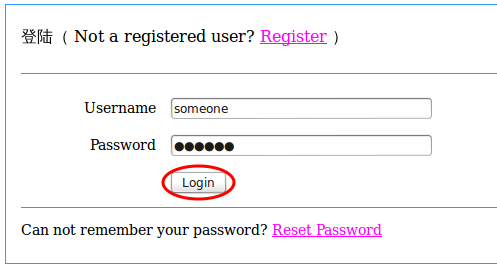 登陆（ Not a registered user? Register ）
Username someone
Password ●●●●●●
Login
Can not remember your password? Reset Password